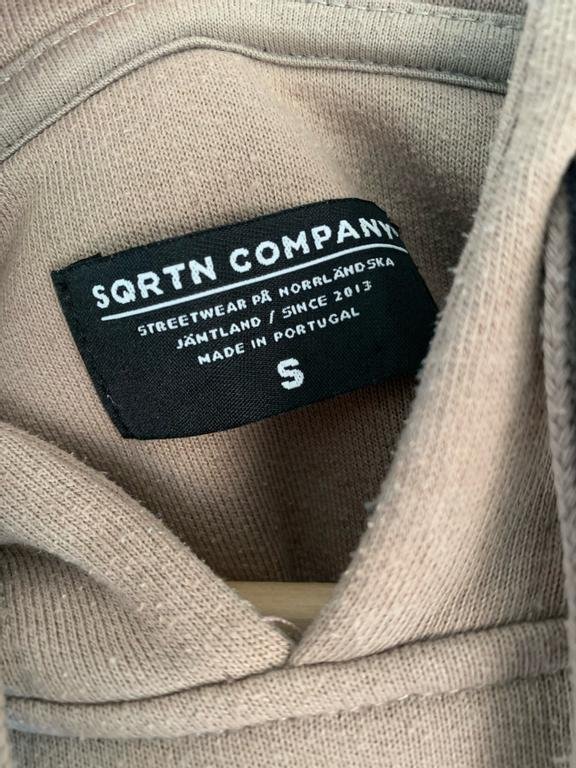 SQRTN COMPANY
STREETWEAR PÅ NORRLÄNDSKA
JÄMTLAND / SINCE 2013
MADE IN PORTUGAL
S